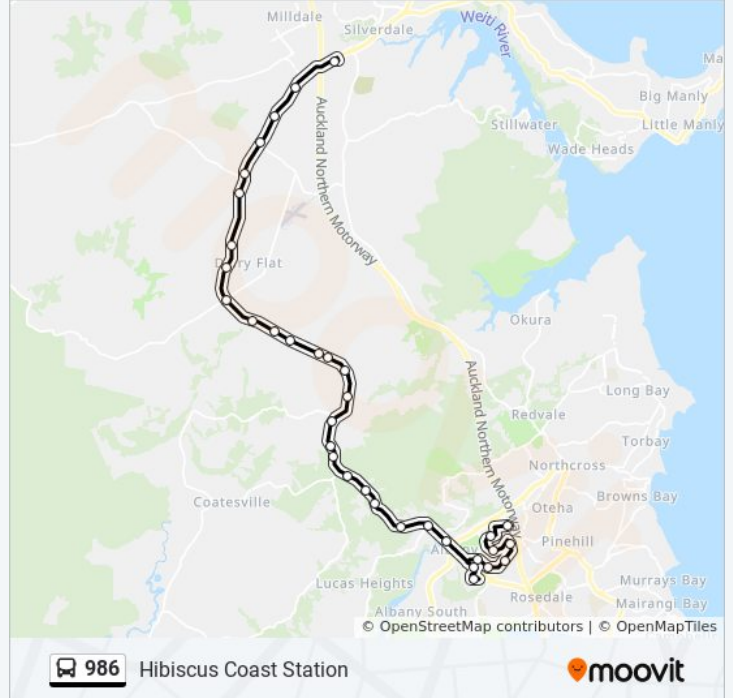 Milldale
Silverdale
Weiti River
Ma
Big Manly
Stillwater
Little Manly
Wade Heads
Auckland Northern Motorway
Dairy Flat
Okura
Auckland Northern Motorway
Long Bay
Redvale
Torbay
Northcross
Coatesville
Browns Bay
Oteha
Albany
Pinehill
Lucas Heights
Murrays Bay
Rosedale
Mairangi Bay
Albany South
© OpenStreetMap contributors | © OpenMapTiles
986 Hibiscus Coast Station
moovit